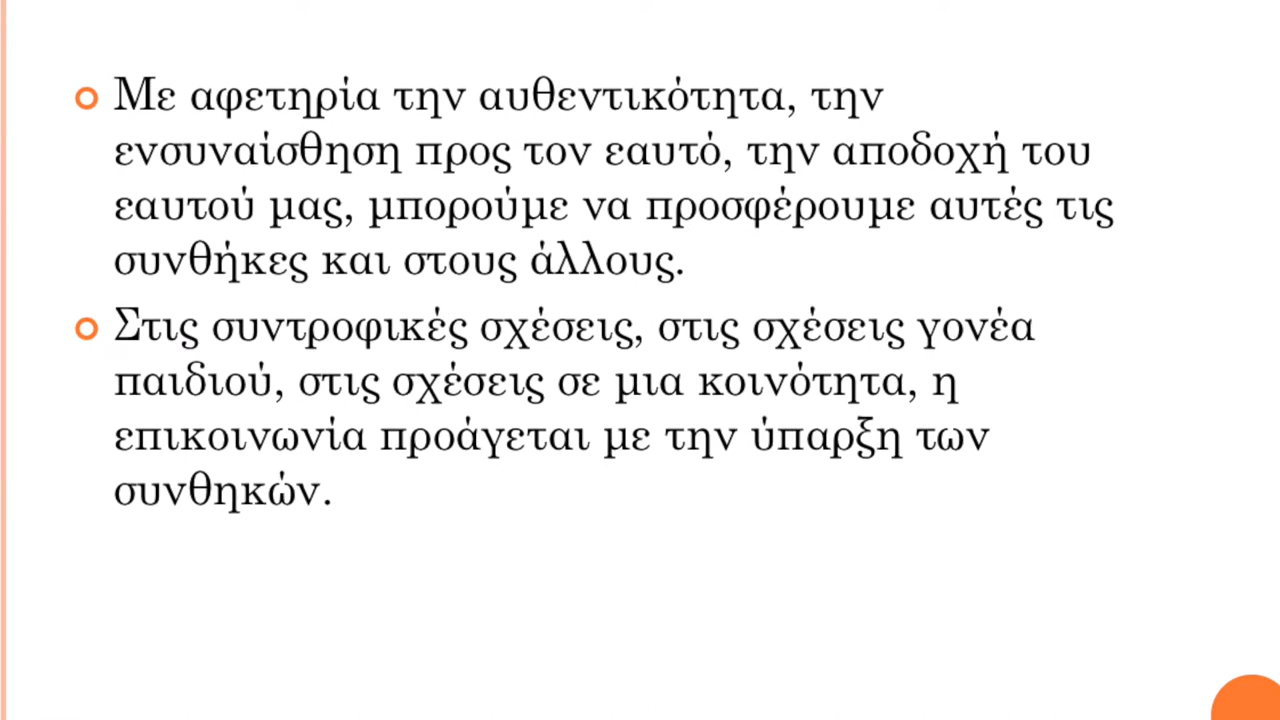 Με αφετηρία την αυθεντικότητα, την
ενσυναίσθηση προς τον εαυτό, την αποδοχή του
εαυτού μας, μπορούμε να προσφέρουμε αυτές τις
συνθήκες και στους άλλους.
Στις συντροφικές σχέσεις, στις σχέσεις γονέα
παιδιού, στις σχέσεις σε μια κοινότητα, η
επικοινωνία προάγεται με την ύπαρξη των
συνθηκών.